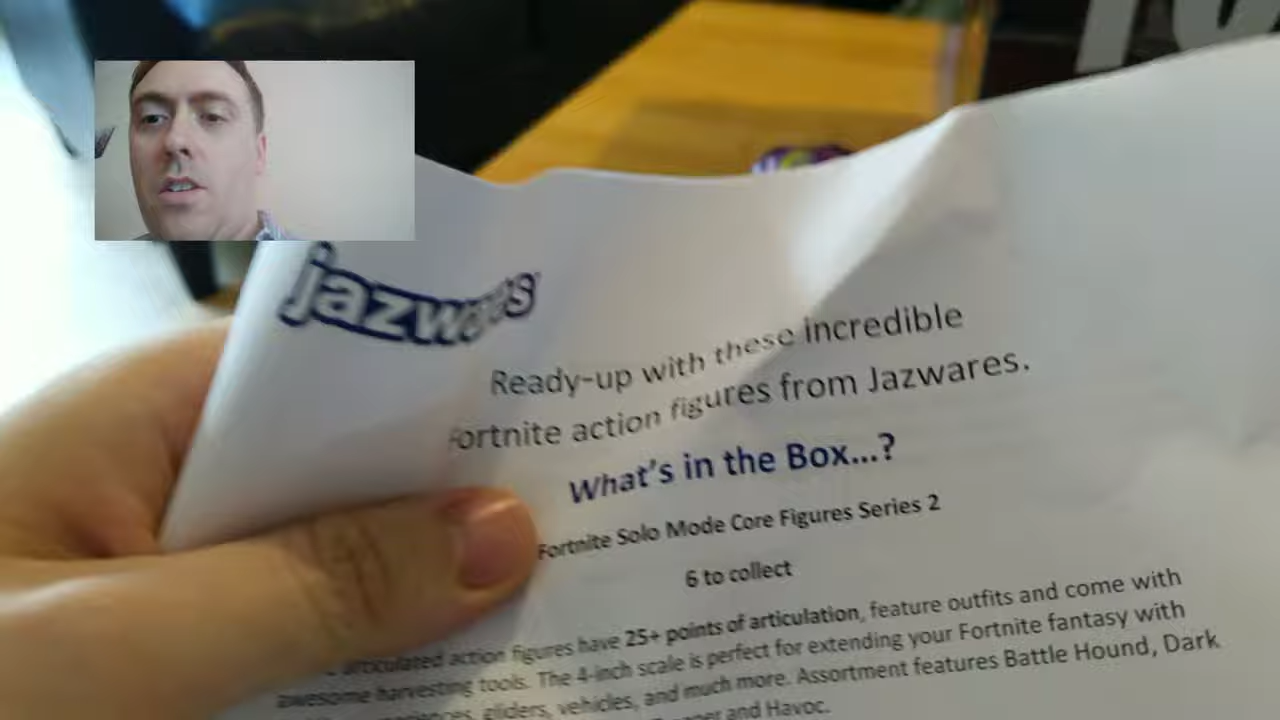 jazwares
Ready-up with these incredible
Fortnite action figures from Jazwares.
What's in the Box...?
Fortnite Solo Mode Core Figures Series 2
6 to collect
articulated action figures have 25+ points of articulation, feature outfits and come with
awesome harvesting tools. The 4-inch scale is perfect for extending your Fortnite fantasy with
gliders, vehicles, and much more. Assortment features Battle Hound, Dark
and Havoc.